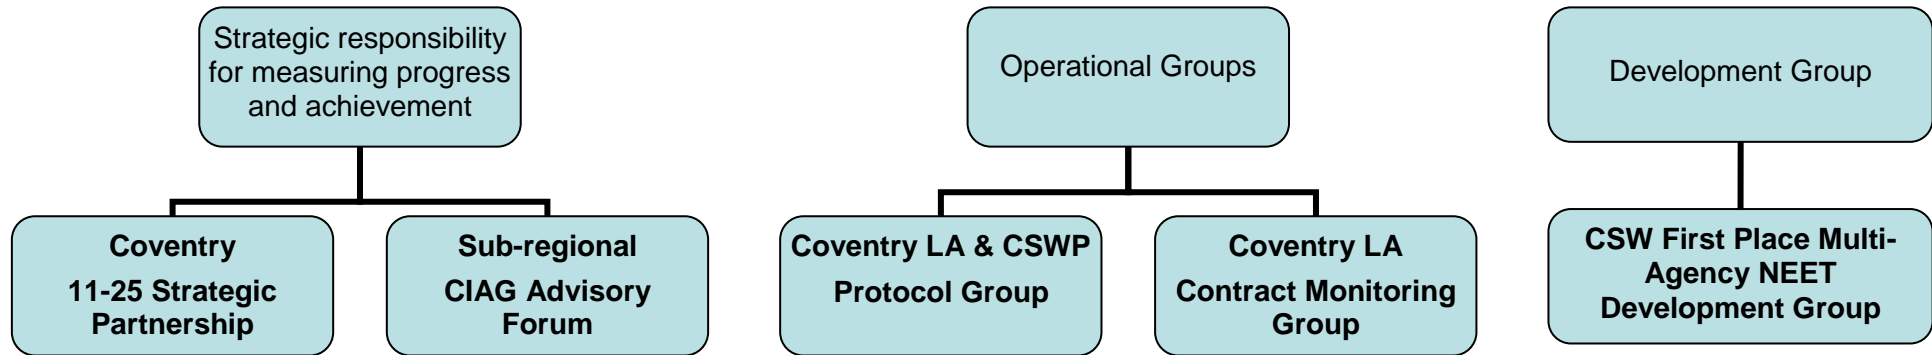 Strategic responsibility
for measuring progress
and achievement
Operational Groups
Development Group
Coventry
11-25 Strategic
Partnership
Sub-regional
CIAG Advisory
Forum
Coventry LA & CSWP
Protocol Group
Coventry LA
Contract Monitoring
Group
CSW First Place Multi-
Agency NEET
Development Group